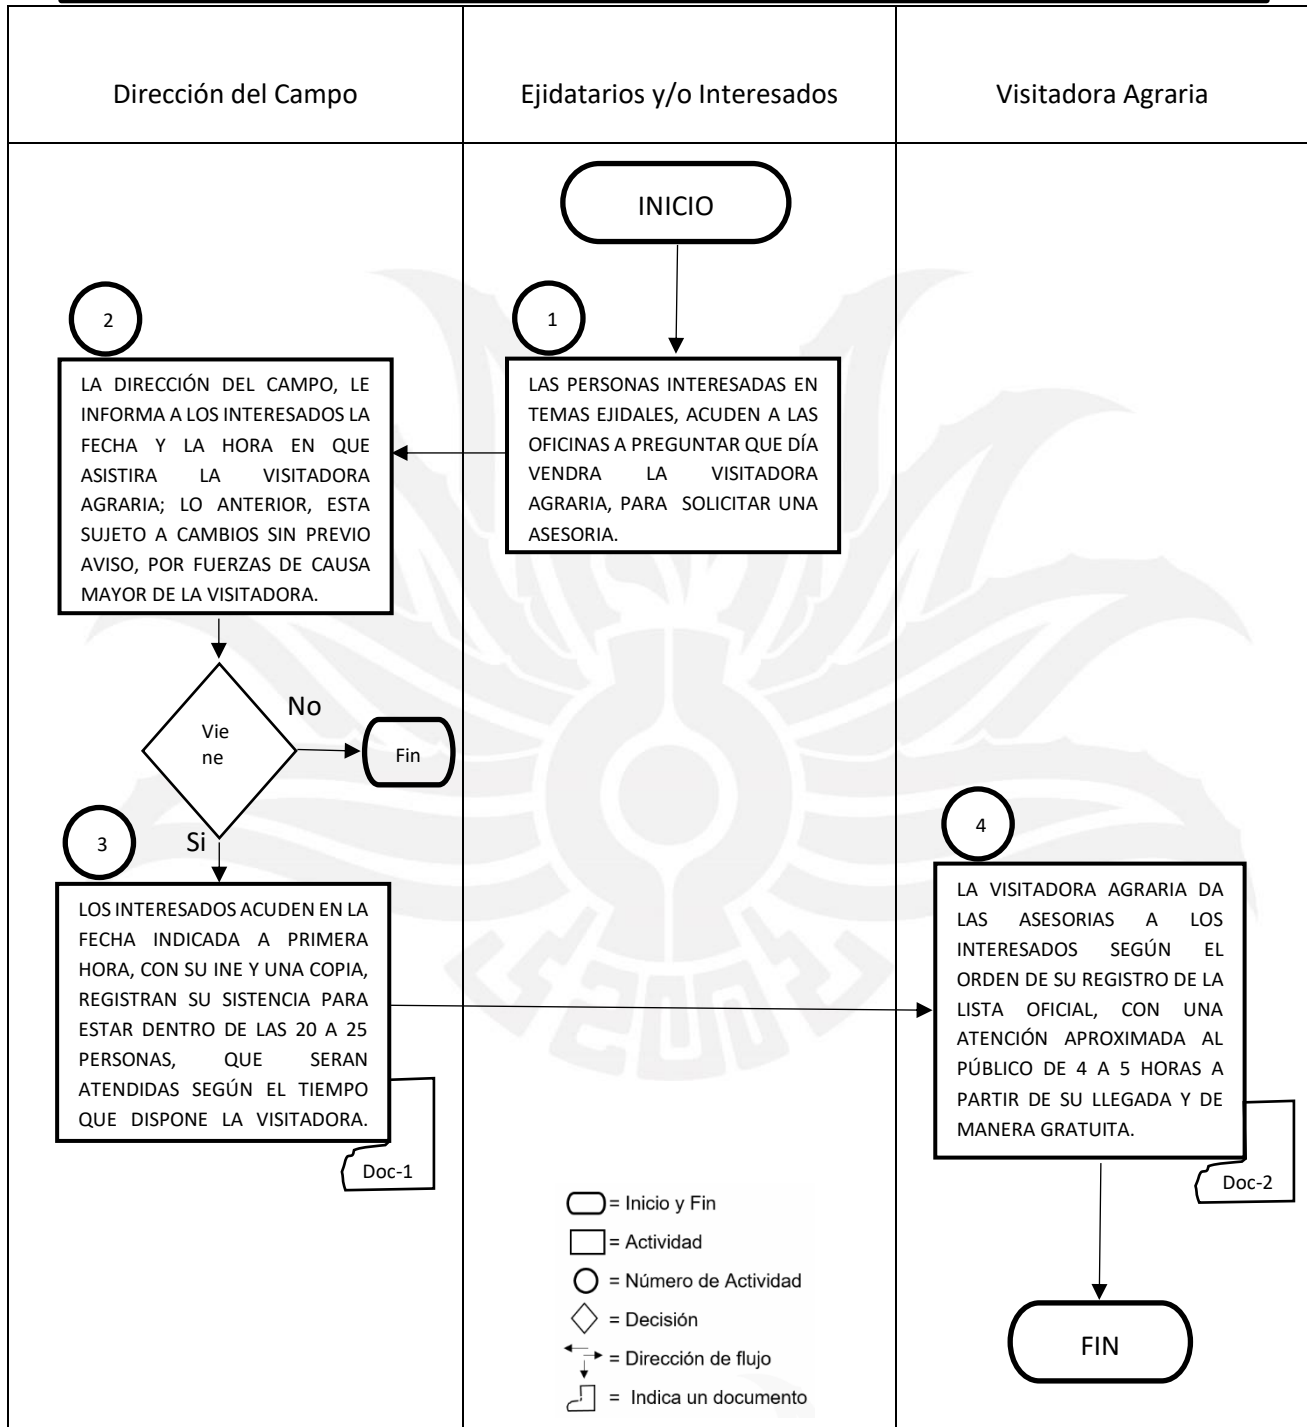 Dirección del Campo
Ejidatarios y/o Interesados
Visitadora Agraria
INICIO
1
LAS PERSONAS INTERESADAS EN
TEMAS EJIDALES, ACUDEN A LAS
OFICINAS A PREGUNTAR QUE DÍA
VENDRA LA VISITADORA
AGRARIA, PARA SOLICITAR UNA
ASESORIA.
2
LA DIRECCIÓN DEL CAMPO, LE
INFORMA A LOS INTERESADOS LA
FECHA Y LA HORA EN QUE
ASISTIRA LA VISITADORA
AGRARIA; LO ANTERIOR, ESTA
SUJETO A CAMBIOS SIN PREVIO
AVISO, POR FUERZAS DE CAUSA
MAYOR DE LA VISITADORA.
Vie
ne
No
Fin
Si
3
LOS INTERESADOS ACUDEN EN LA
FECHA INDICADA A PRIMERA
HORA, CON SU INE Y UNA COPIA,
REGISTRAN SU SISTENCIA PARA
ESTAR DENTRO DE LAS 20 A 25
PERSONAS, QUE SERAN
ATENDIDAS SEGÚN EL TIEMPO
QUE DISPONE LA VISITADORA.
Doc-1
4
LA VISITADORA AGRARIA DA
LAS ASESORIAS A LOS
INTERESADOS SEGÚN EL
ORDEN DE SU REGISTRO DE LA
LISTA OFICIAL, CON UNA
ATENCIÓN APROXIMADA AL
PÚBLICO DE 4 A 5 HORAS A
PARTIR DE SU LLEGADA Y DE
MANERA GRATUITA.
Doc-2
FIN
= Inicio y Fin
= Actividad
= Número de Actividad
= Decisión
= Dirección de flujo
= Indica un documento